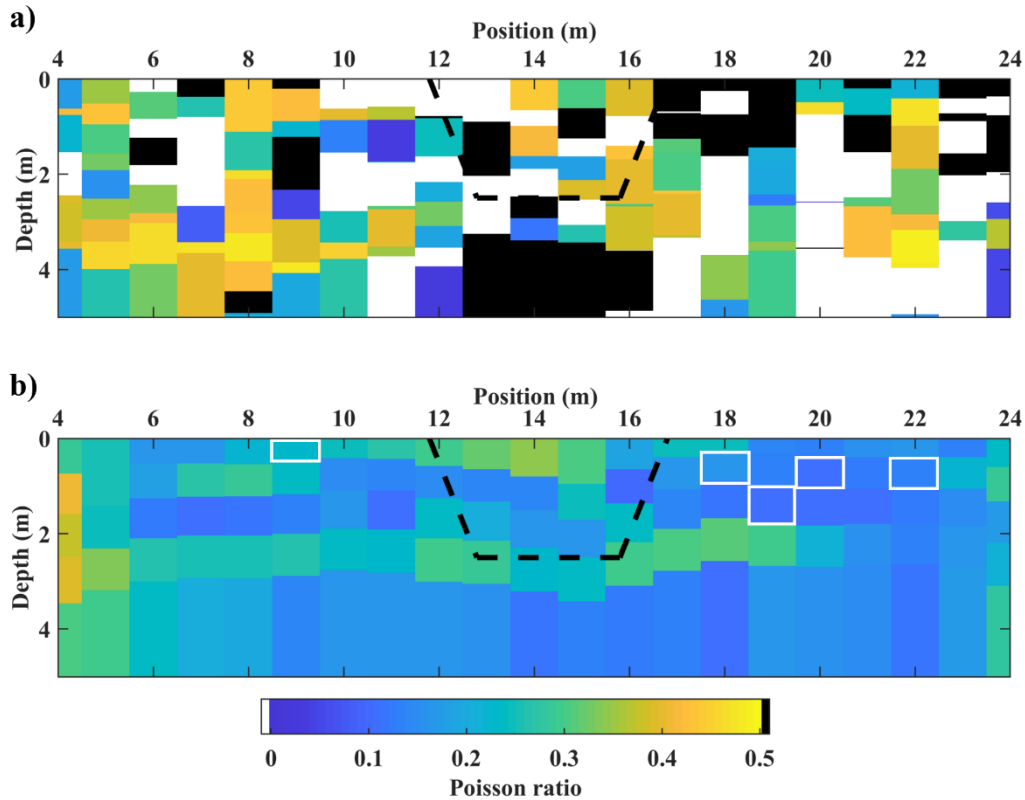 a)
Position (m)
4 6 8 10 12 14 16 18 20 22 24
0
2
4
Depth (m)
b)
Position (m)
4 6 8 10 12 14 16 18 20 22 24
0
2
4
Depth (m)
0 0.1 0.2 0.3 0.4 0.5
Poisson ratio